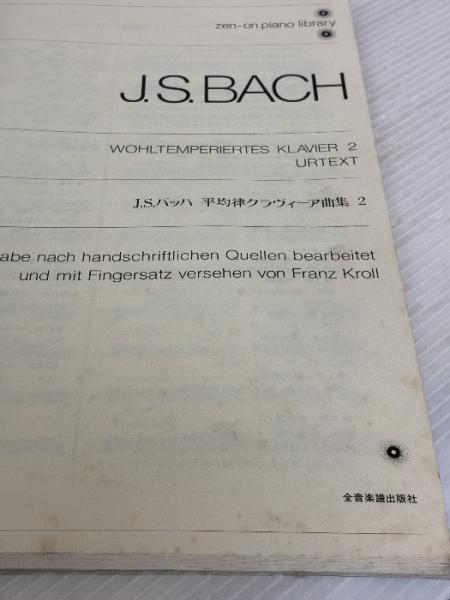 zen-on piano library
J.S.BACH
WOHLTEMPERIERTES KLAVIER 2
URTEXT
J.S.バッハ 平均律クラヴィーア曲集 2
abe nach handschriftlichen Quellen bearbeitet
und mit Fingersatz versehen von Franz Kroll
全音楽譜出版社